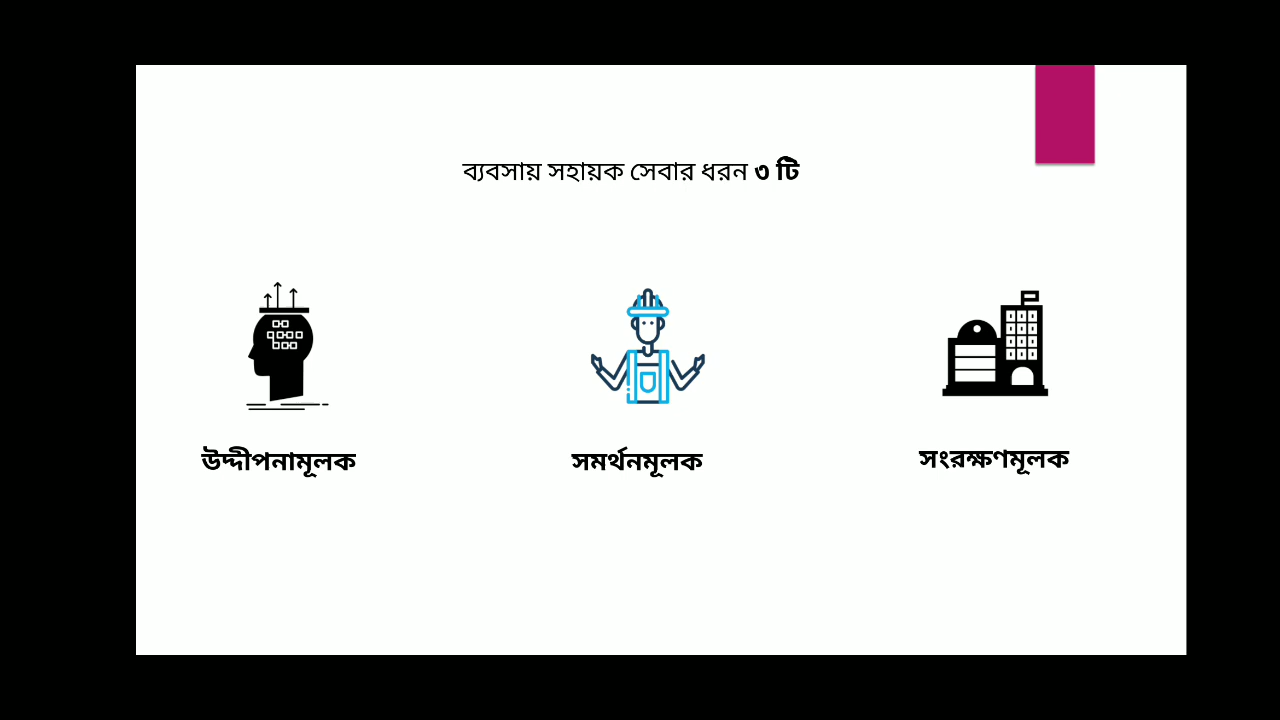 ব্যবসায় সহায়ক সেবার ধরন ৩ টি
উদ্দীপনামূলক
সমর্থনমূলক
সংরক্ষণমূলক